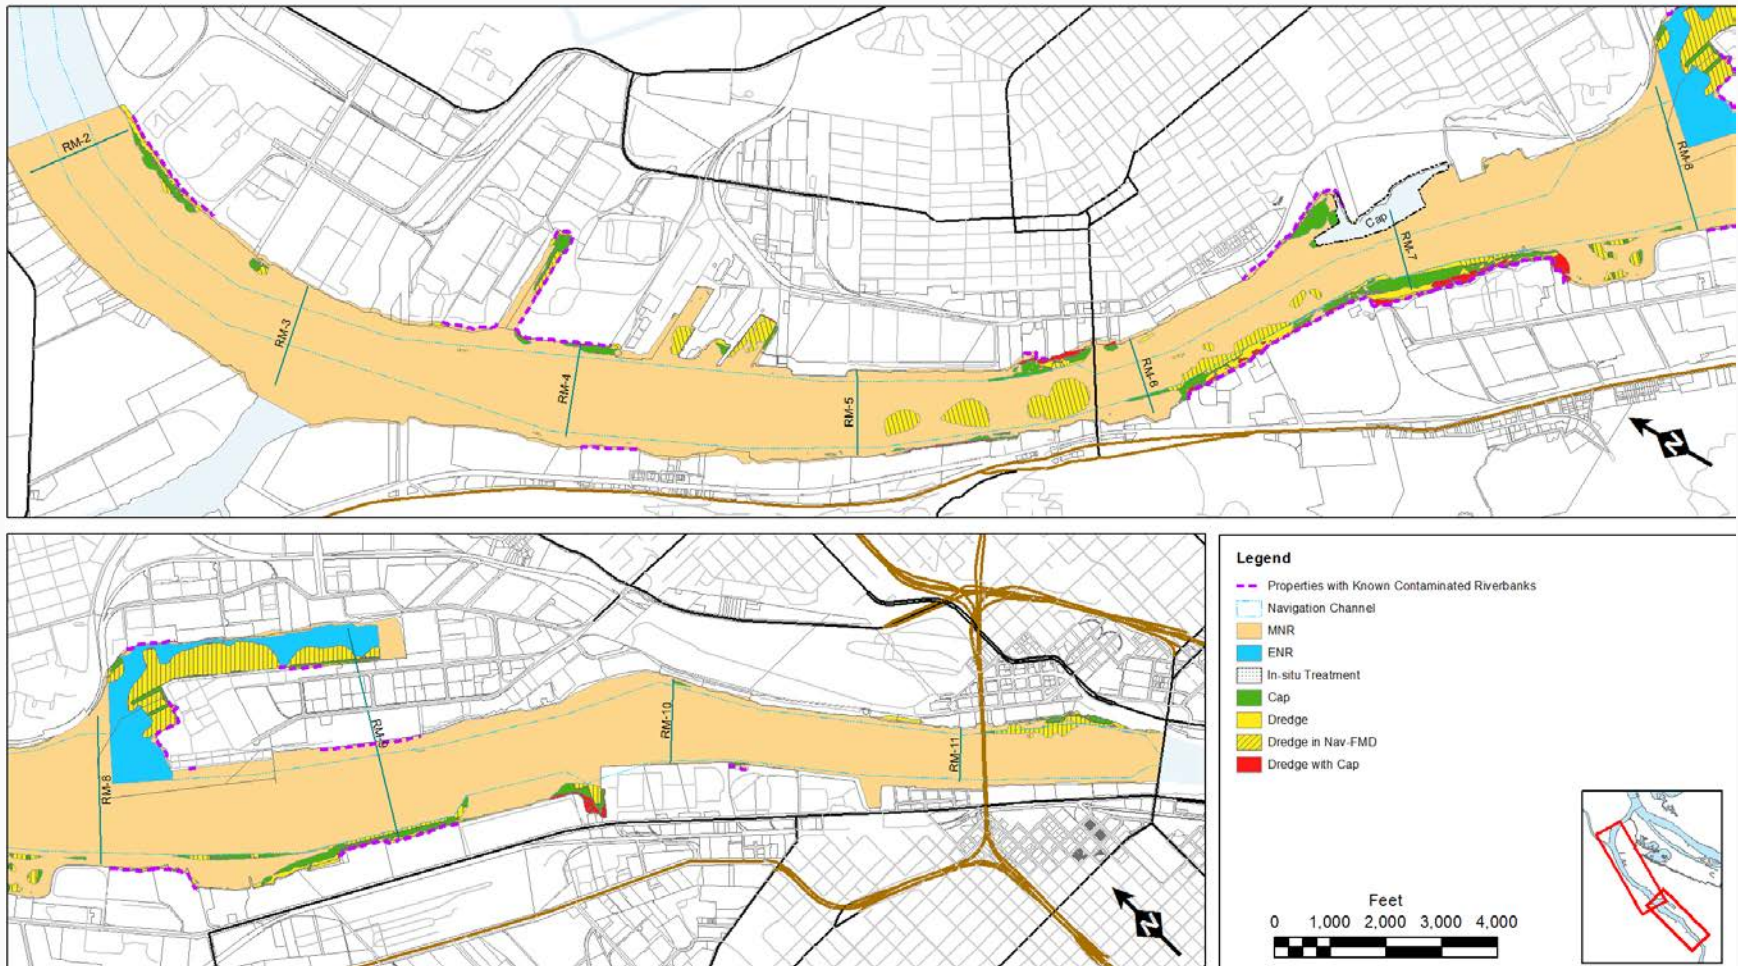 RM-2
RM-3
RM-4
RM-5
RM-6
Cap
RM-7
RM-8
N
RM-8
RM-9
RM-10
RM-11
N
Legend
Properties with Known Contaminated Riverbanks
Navigation Channel
MNR
ENR
In-situ Treatment
Cap
Dredge
Dredge in Nav-FMD
Dredge with Cap
Feet
0 1,000 2,000 3,000 4,000